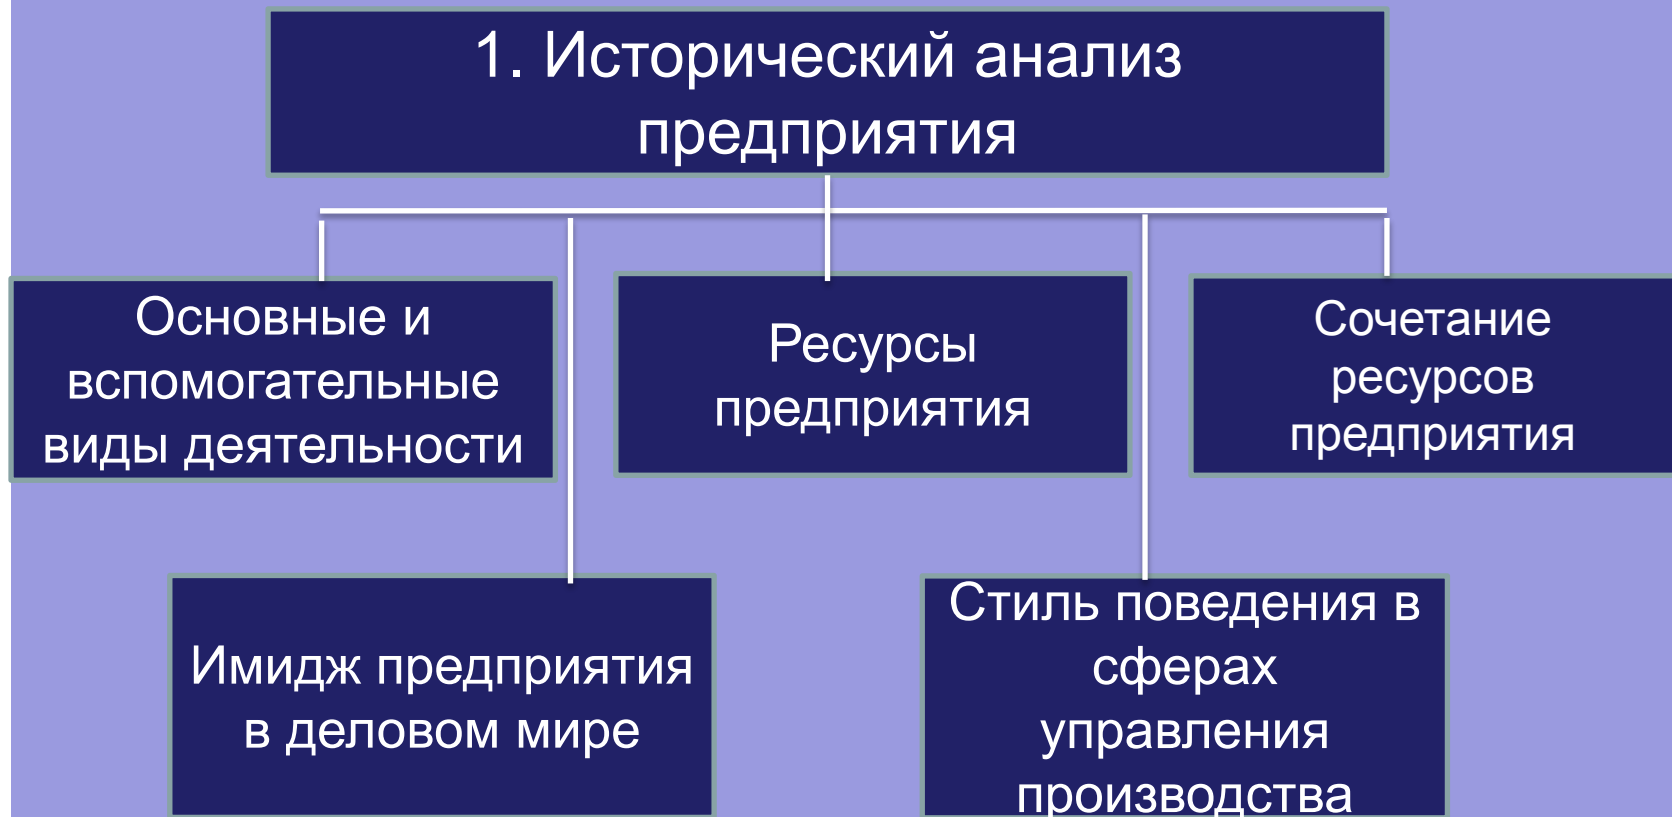 1. Исторический анализ
предприятия
Основные и
вспомогательные
виды деятельности
Ресурсы
предприятия
Сочетание
ресурсов
предприятия
Имидж предприятия
в деловом мире
Стиль поведения в
сферах
управления
производства